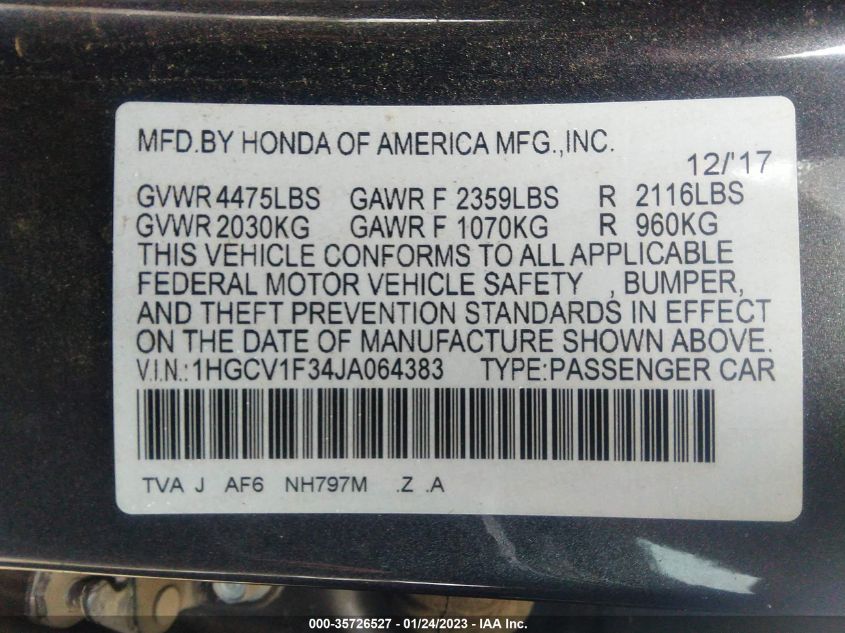 MFD.BY HONDA OF AMERICA MFG.,INC.
12/'17
GVWR 4475LBS GAWR F 2359LBS R 2116LBS
GVWR 2030KG GAWR F 1070KG R 960KG
THIS VEHICLE CONFORMS TO ALL APPLICABLE
FEDERAL MOTOR VEHICLE SAFETY , BUMPER,
AND THEFT PREVENTION STANDARDS IN EFFECT
ON THE DATE OF MANUFACTURE SHOWN ABOVE.
V.I.N.:1HGCV1F34JA064383 TYPE:PASSENGER CAR
TVA J AF6 NH797M .Z .A
000-35726527 — 01/24/2023 — IAA Inc.